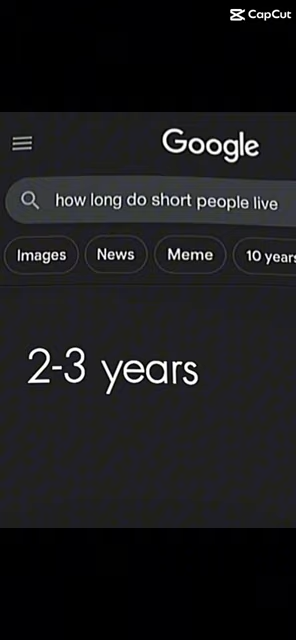 CapCut
Google
how long do short people live
Images News Meme 10 years
2-3 years